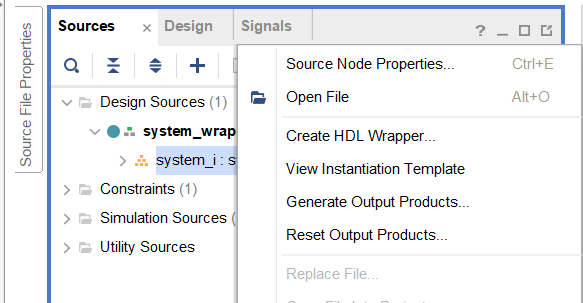 Source File Properties
Sources × Design Signals
? _
Source Node Properties... Ctrl+E
Open File Alt+O
Design Sources (1)
system_wrap
Create HDL Wrapper...
system_i : s
View Instantiation Template
Constraints (1)
Generate Output Products...
Simulation Sources (
Reset Output Products...
Utility Sources
Replace File...